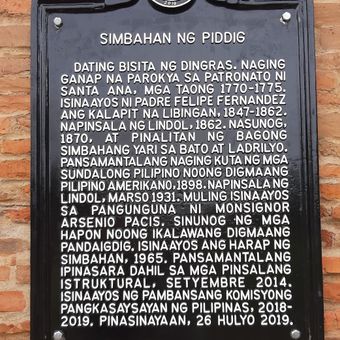 SIMBAHAN NG PIDDIG
DATING BISITA NG DINGRAS. NAGING
GANAP NA PAROKYA SA PATRONATO NI
SANTA ANA, MGA TAONG 1770-1775.
ISINAAYOS NI PADRE FELIPE FERNANDEZ
ANG KALAPIT NA LIBINGAN, 1847-1862.
NAPINSALA NG LINDOL, 1862. NASUNOG,
1870, AT PINALITAN NG BAGONG
SIMBAHANG YARI SA BATO AT LADRILYO.
PANSAMANTALANG NAGING KUTA NG MGA
SUNDALONG PILIPINO NOONG DIGMAANG
PILIPINO AMERIKANO, 1898. NAPINSALA NG
LINDOL, MARSO 1931. MULING ISINAAYOS
SA PANGUNGUNA NI MONSIGNOR
ARSENIO PACIS. SINUNOG NG MGA
HAPON NOONG IKALAWANG DIGMAANG
PANDAIGDIG. ISINAAYOS ANG HARAP NG
SIMBAHAN, 1965. PANSAMANTALANG
IPINASARA DAHIL SA MGA PINSALANG
ISTRUKTURAL, SETYEMBRE 2014.
ISINAAYOS NG PAMBANSANG KOMISYONG
PANGKASAYSAYAN NG PILIPINAS, 2018-
2019. PINASINAYAAN, 26 HULYO 2019.